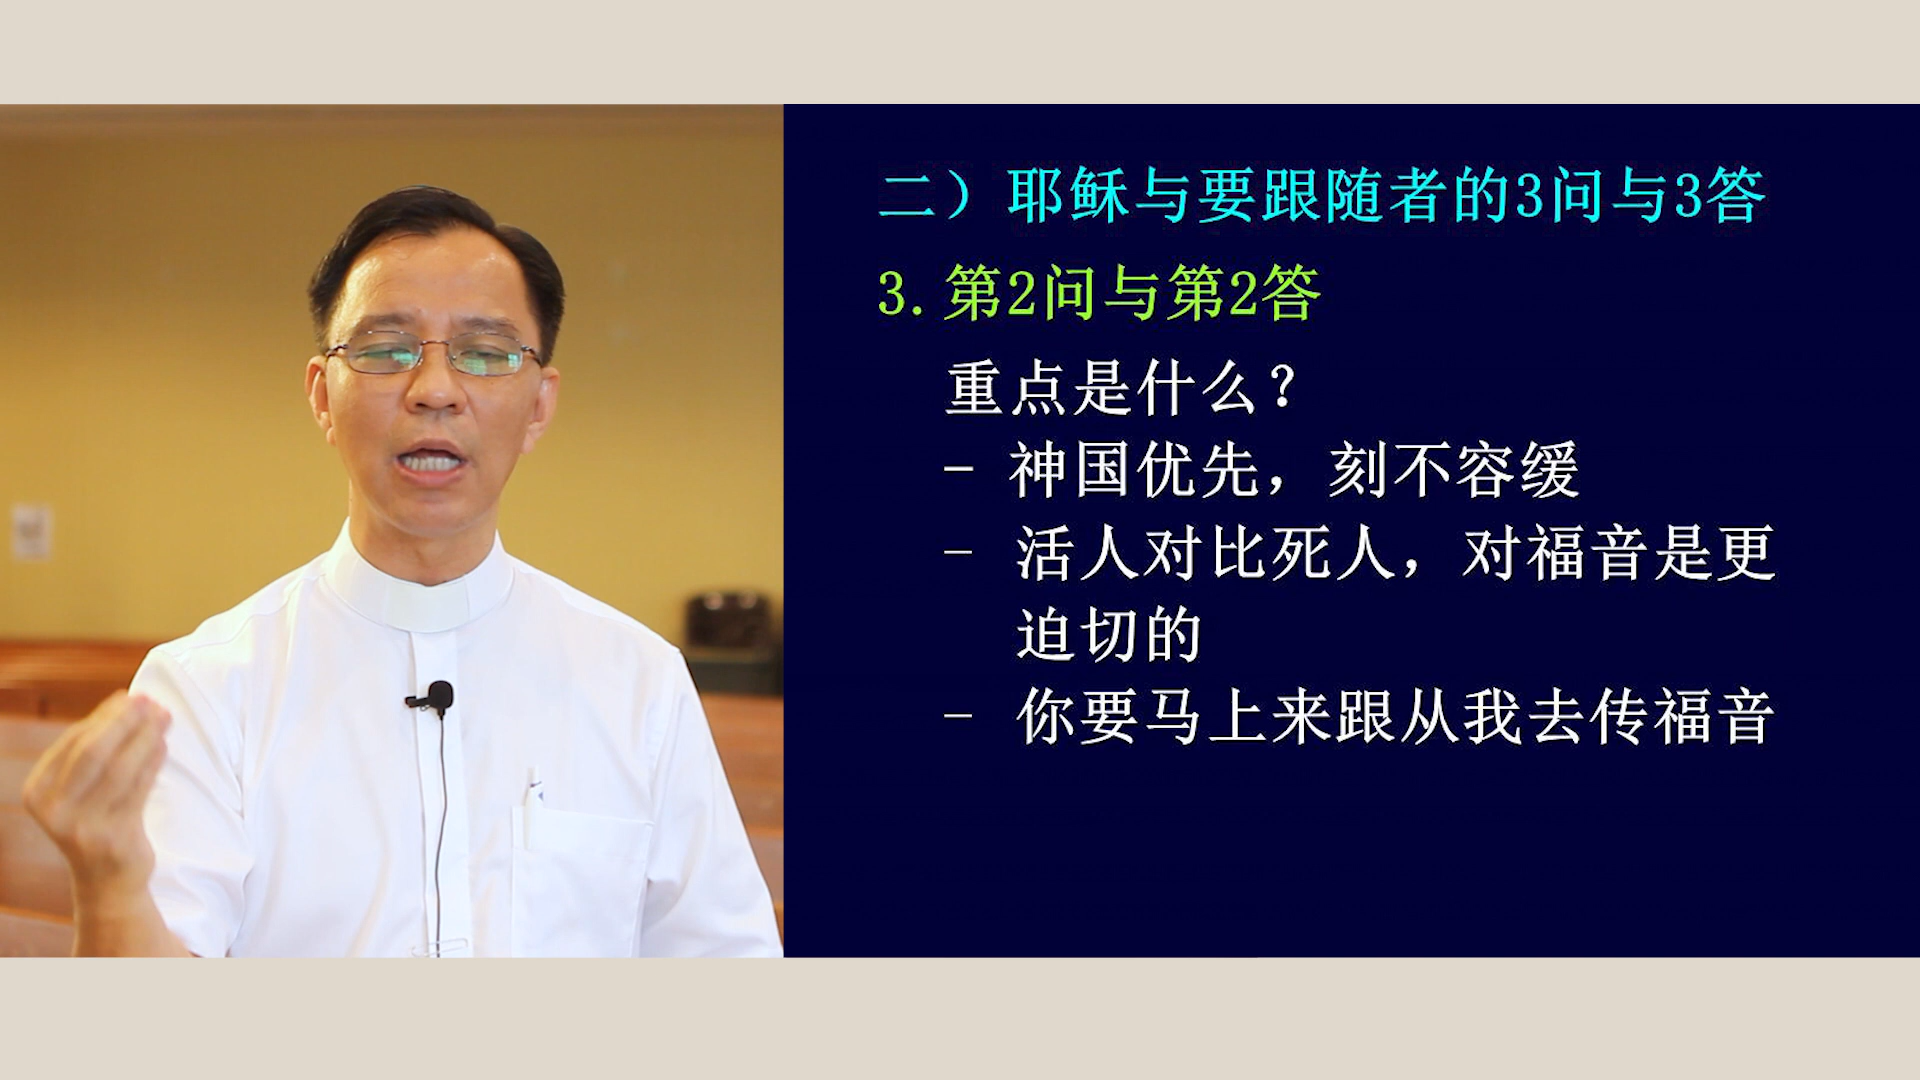 二）耶稣与要跟随者的3问与3答
3. 第2问与第2答
重点是什么？
- 神国优先，刻不容缓
- 活人对比死人，对福音是更
迫切的
- 你要马上来跟从我去传福音